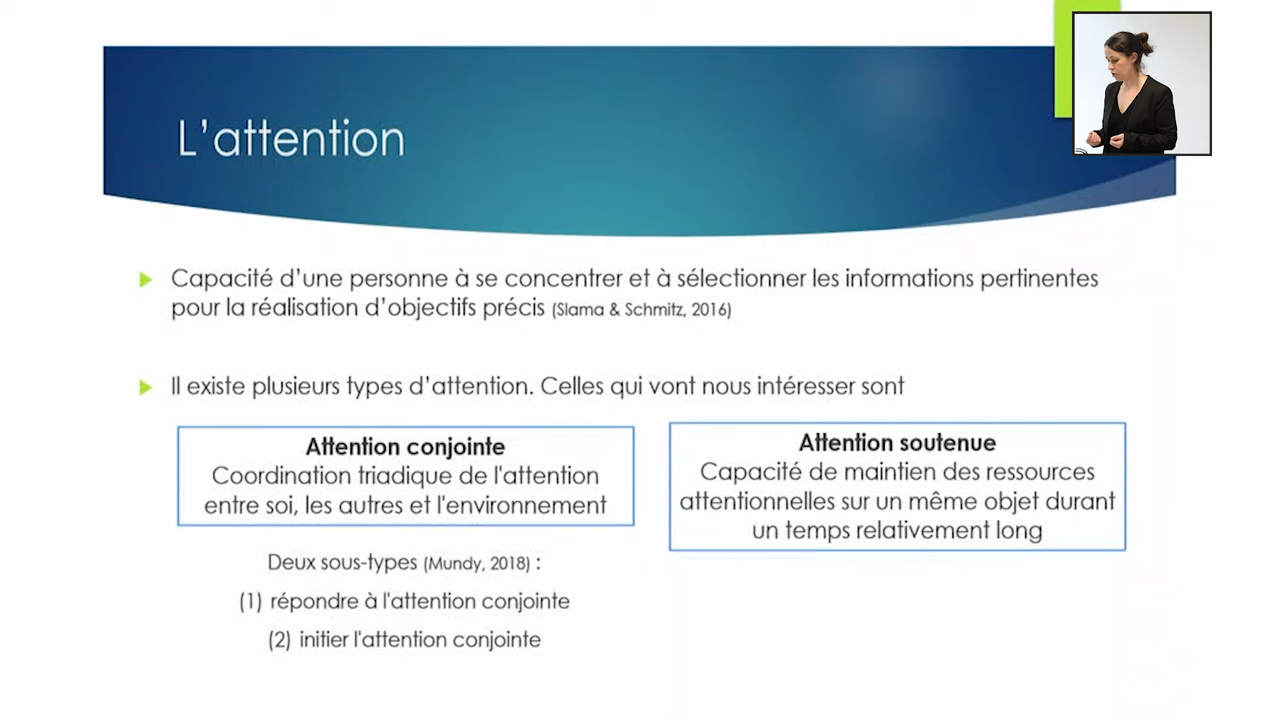 L'attention
Capacité d'une personne à se concentrer et à sélectionner les informations pertinentes
pour la réalisation d'objectifs précis (Slama & Schmitz, 2016)
Il existe plusieurs types d'attention. Celles qui vont nous intéresser sont
Attention conjointe
Coordination triadique de l'attention
entre soi, les autres et l'environnement
Attention soutenue
Capacité de maintien des ressources
attentionnelles sur un même objet durant
un temps relativement long
Deux sous-types (Mundy, 2018) :
(1) répondre à l'attention conjointe
(2) initier l'attention conjointe